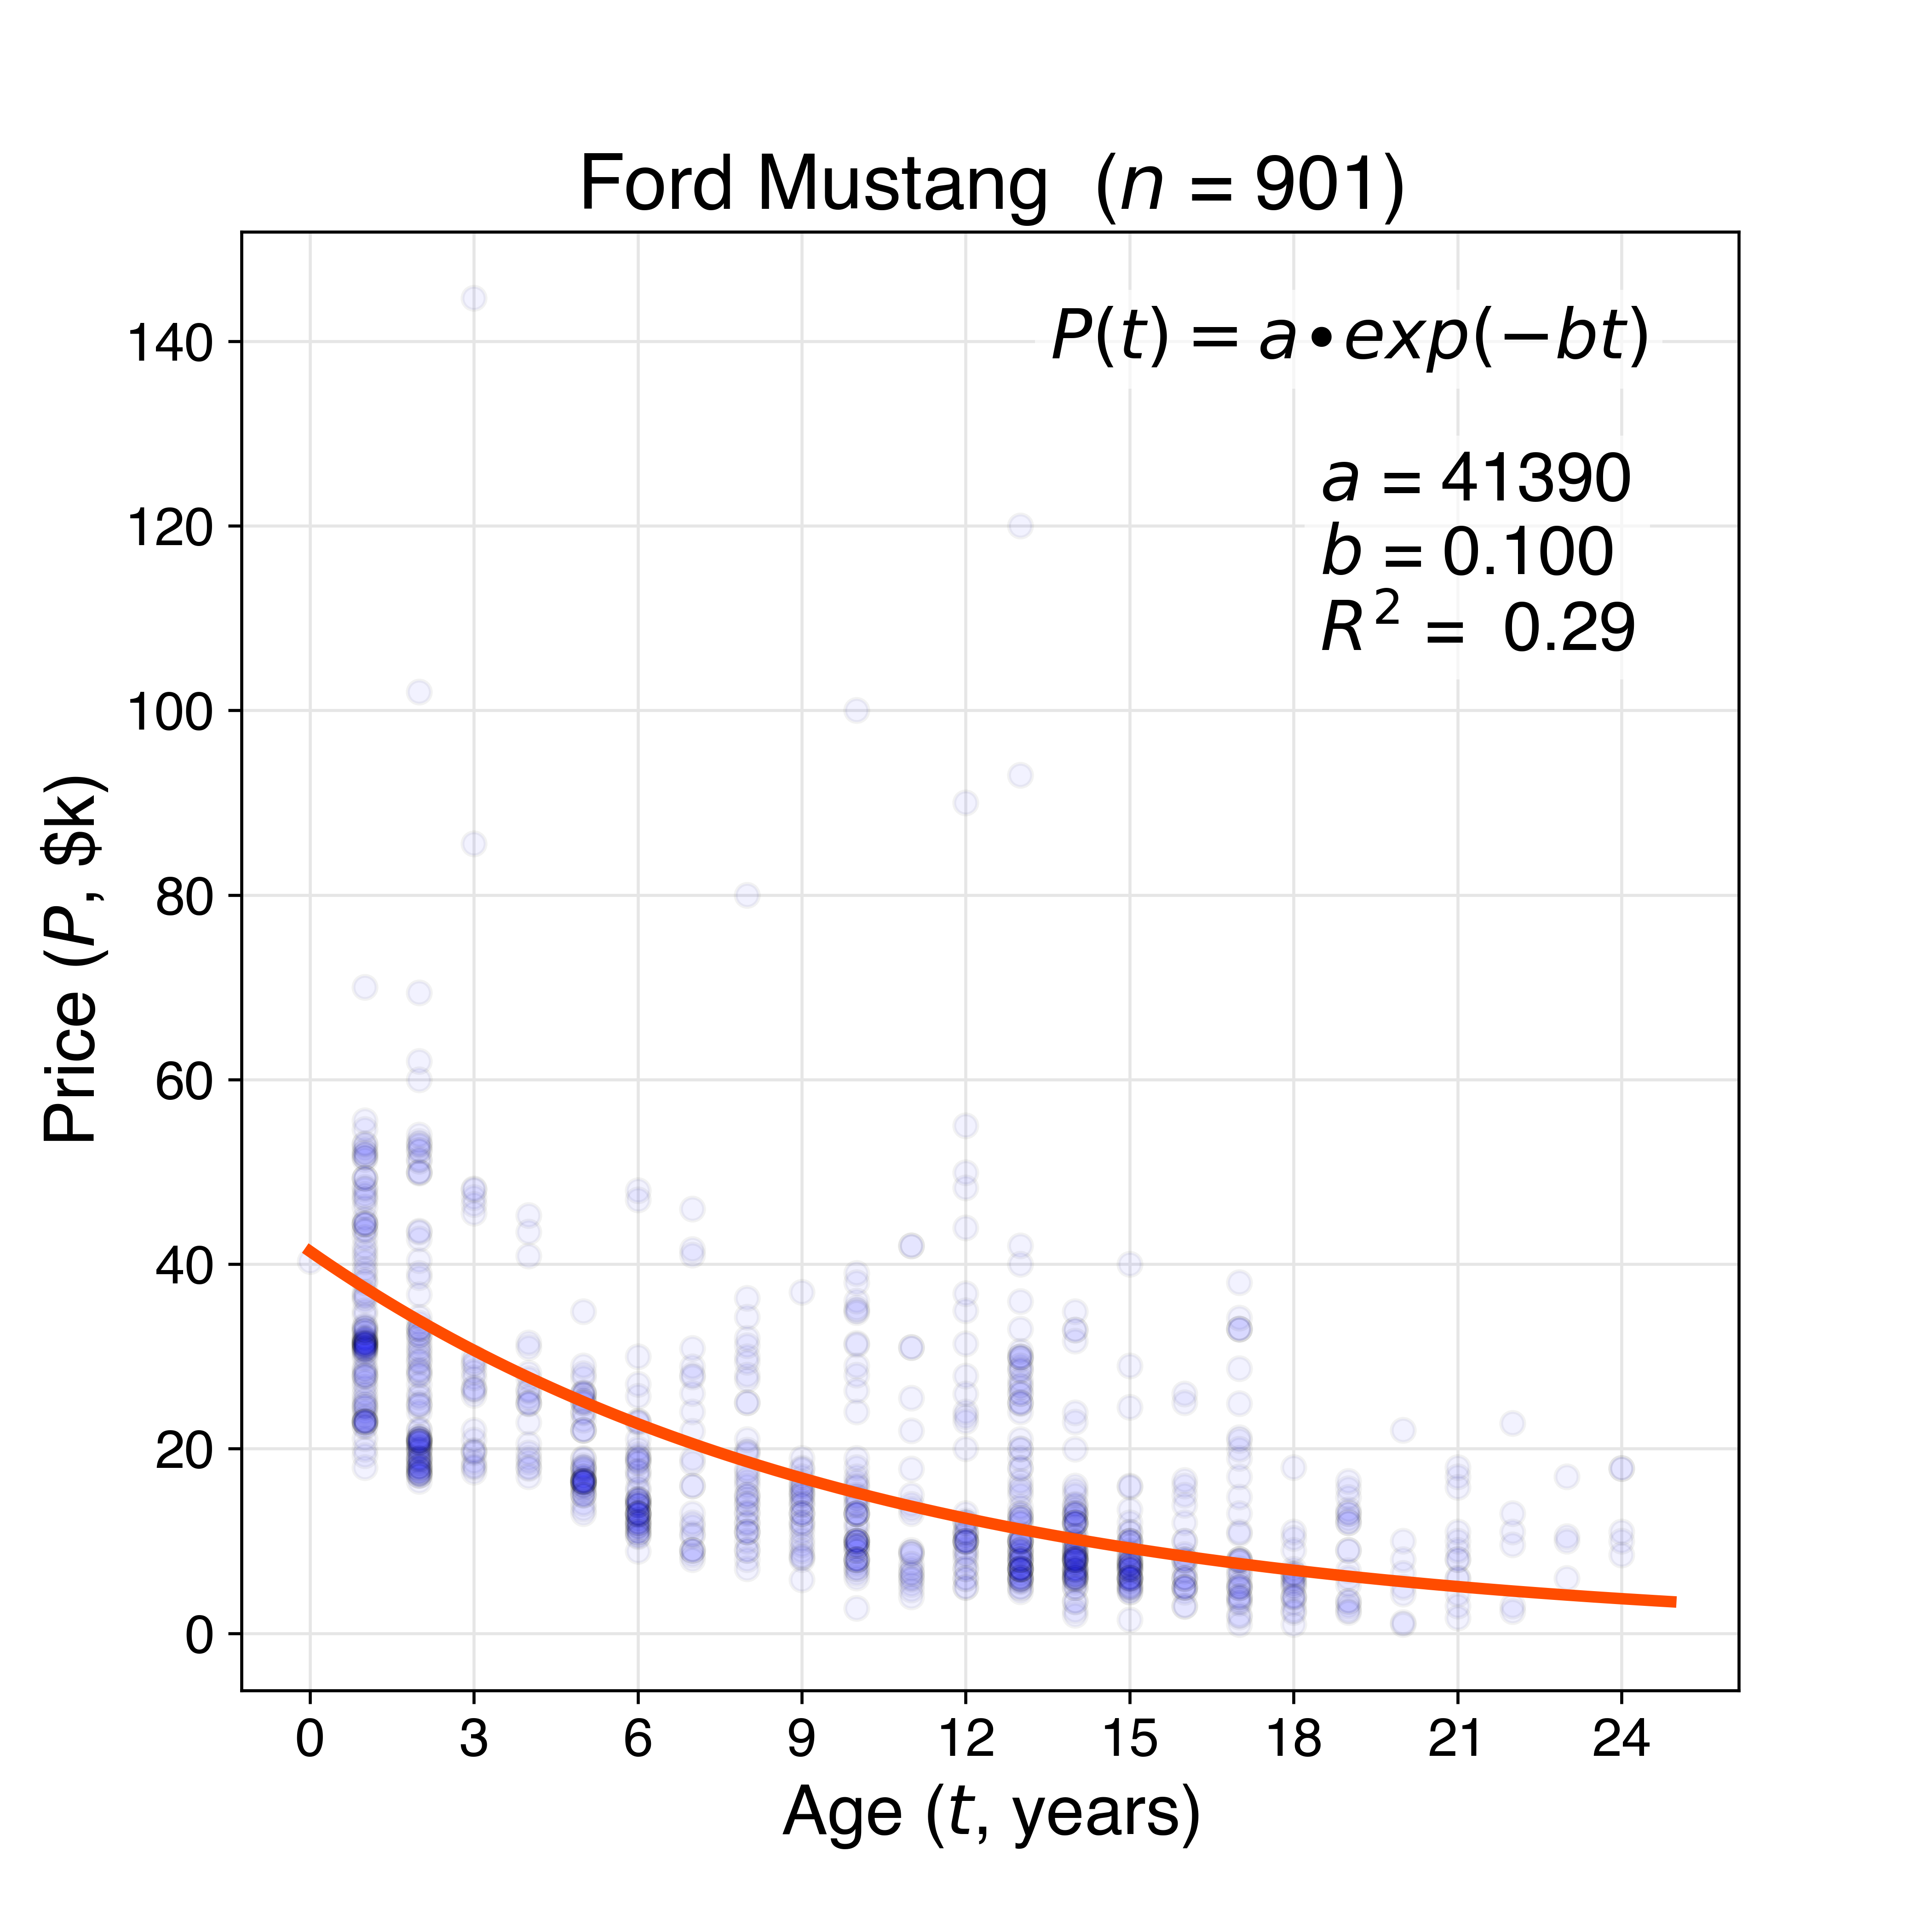 Ford Mustang (n = 901)
P(t) = a•exp(−bt)
a = 41390
b = 0.100
R² = 0.29
Price (P, $k)
140
120
100
80
60
40
20
0
0 3 6 9 12 15 18 21 24
Age (t, years)